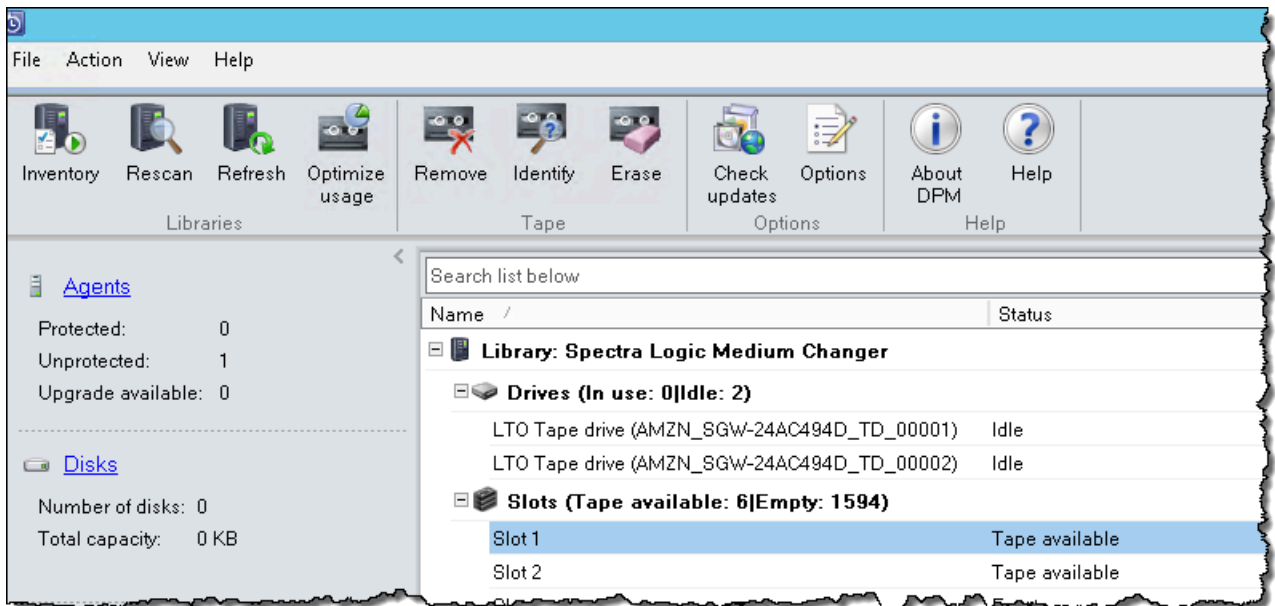 File Action View Help
Inventory Rescan Refresh Optimize usage Remove Identify Erase Check updates Options About DPM Help
Libraries Tape Options Help
Agents
Protected: 0
Unprotected: 1
Upgrade available: 0
Disks
Number of disks: 0
Total capacity: 0 KB
Search list below
Name Status
Library: Spectra Logic Medium Changer
Drives (In use: 0|Idle: 2)
LTO Tape drive (AMZN_SGW-24AC494D_TD_00001) Idle
LTO Tape drive (AMZN_SGW-24AC494D_TD_00002) Idle
Slots (Tape available: 6|Empty: 1594)
Slot 1 Tape available
Slot 2 Tape available